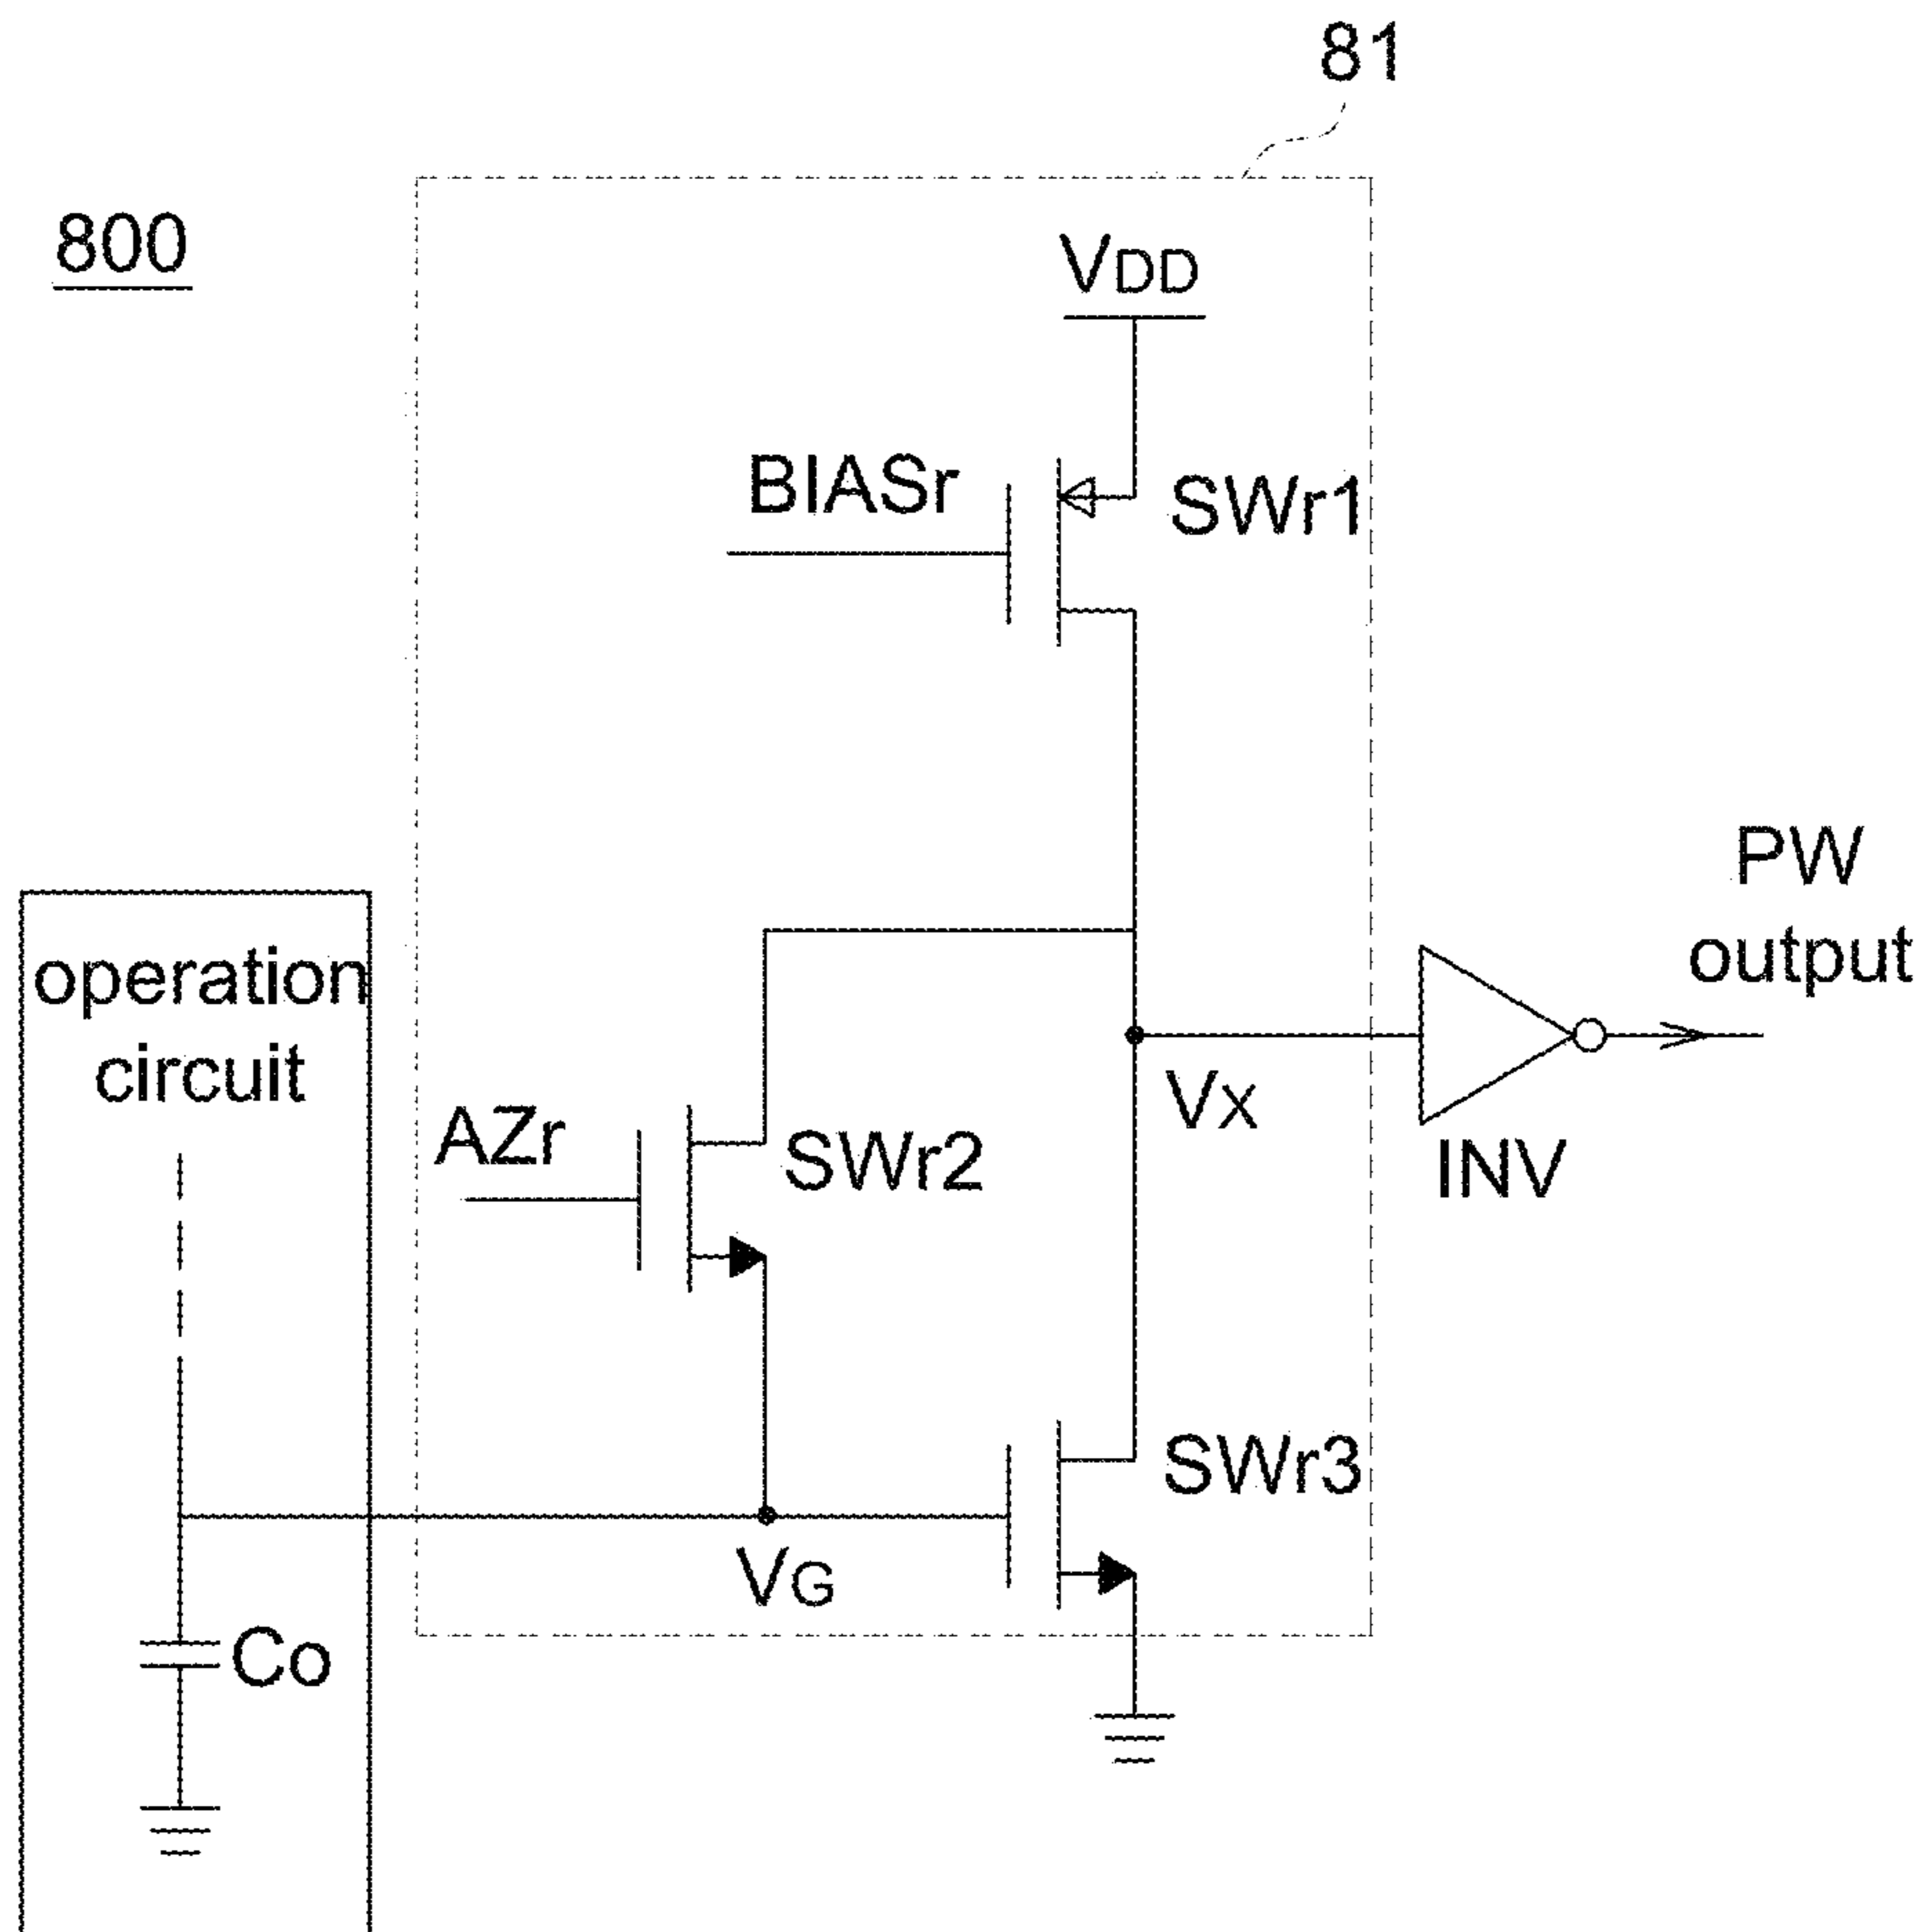 81
800
VDD
BIASr
SWr1
PW
output
operation
circuit
AZr
SWr2
VX
INV
SWr3
VG
Co